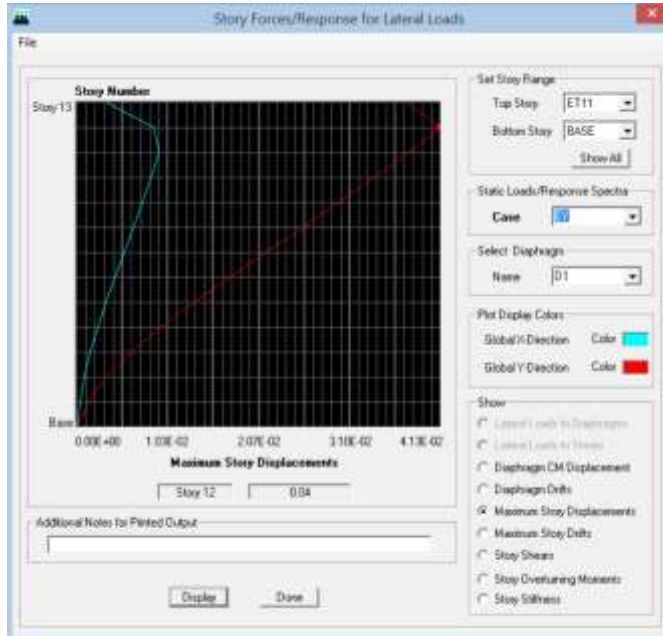 Story Forces/Response for Lateral Loads
File
Story Number
Story 13
Base
0.00E+00 1.03E-02 2.07E-02 3.10E-02 4.13E-02
Maximum Story Displacements
Story 12 0.04
Additional Notes for Printed Output
Display Done
Set Story Range
Top Story ET11
Bottom Story BASE
Show All
Static Loads/Response Spectra
Case EY
Select Diaphragm
Name D1
Plot Display Colors
Global X-Direction Color
Global Y-Direction Color
Show
Lateral Loads to Diaphragms
Lateral Loads to Stories
Diaphragm CM Displacement
Diaphragm Drifts
Maximum Story Displacements
Maximum Story Drifts
Story Shears
Story Overturning Moments
Story Stiffness